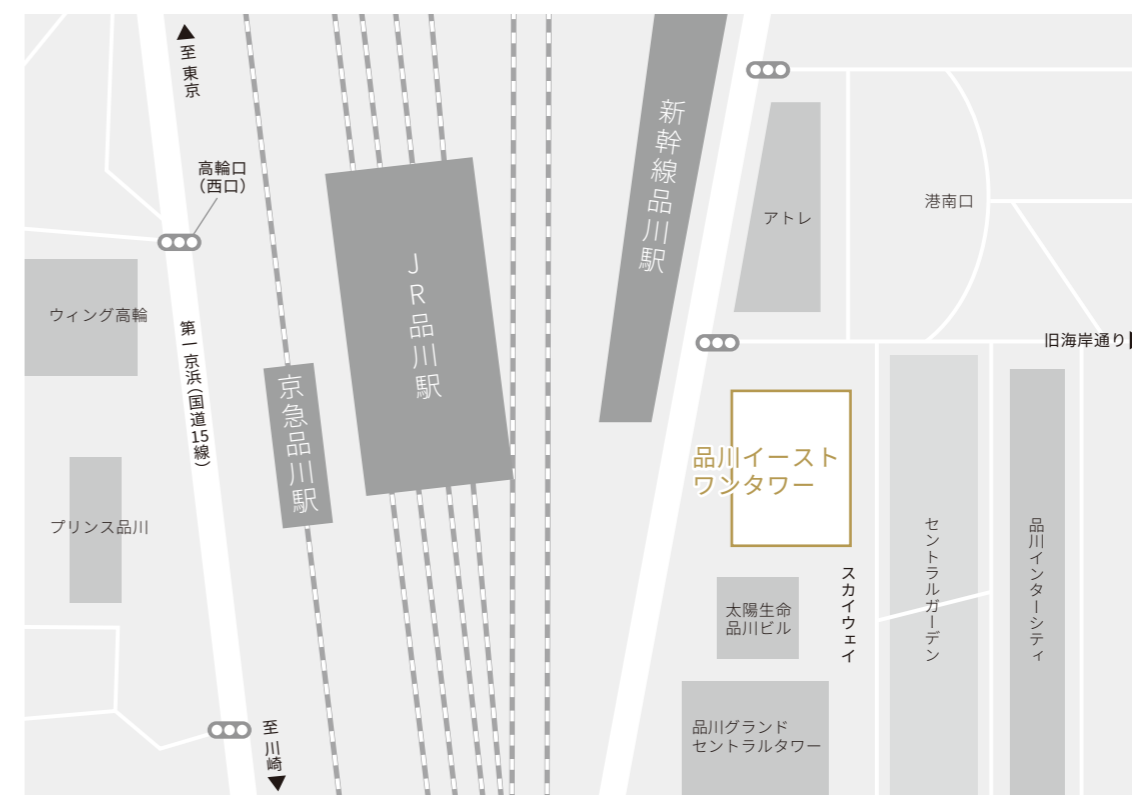 至 東京
高輪口
（西口）
ウィング高輪
第一京浜（国道15線）
京急品川駅
プリンス品川
至 川崎
JR品川駅
新幹線品川駅
アトレ
港南口
旧海岸通り
品川イースト
ワンタワー
太陽生命
品川ビル
スカイウェイ
セントラルガーデン
品川インターシティ
品川グランド
セントラルタワー